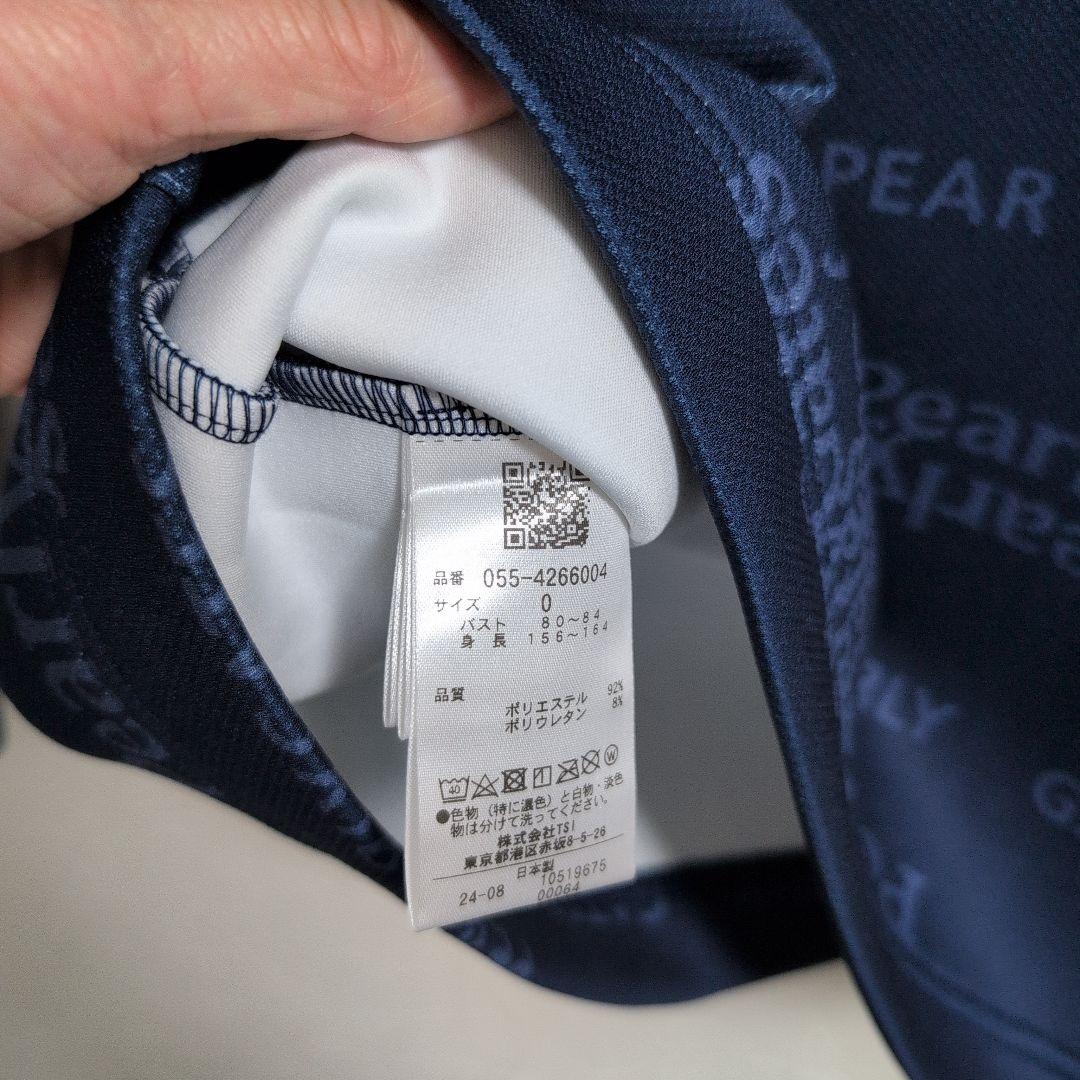 PEAR
Pear
品番 055-4266004
サイズ 0
バスト 80~84
身長 156~164
品質
ポリエステル 92%
ポリウレタン 8%
40
W
●色物（特に濃色）と白物・淡色
物は分けて洗ってください。
株式会社TSI
東京都港区赤坂8-5-26
日本製
24-08 10519675
00064